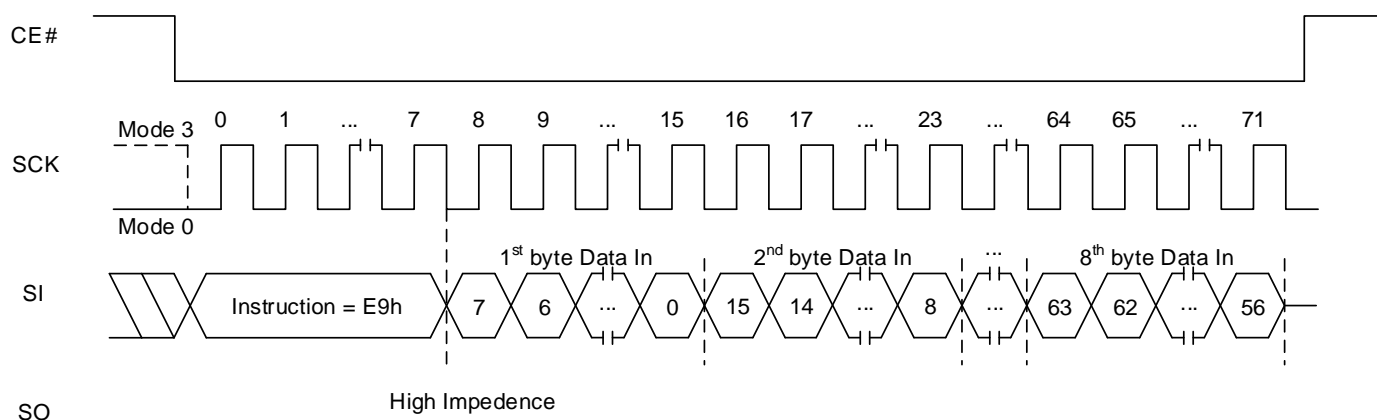 CE#
Mode 3 0 1 ... 7 8 9 ... 15 16 17 ... 23 ... 64 65 ... 71
SCK
Mode 0
1st byte Data In 2nd byte Data In ... 8th byte Data In
SI Instruction = E9h 7 6 ... 0 15 14 ... 8 ... 63 62 ... 56
High Impedence
SO